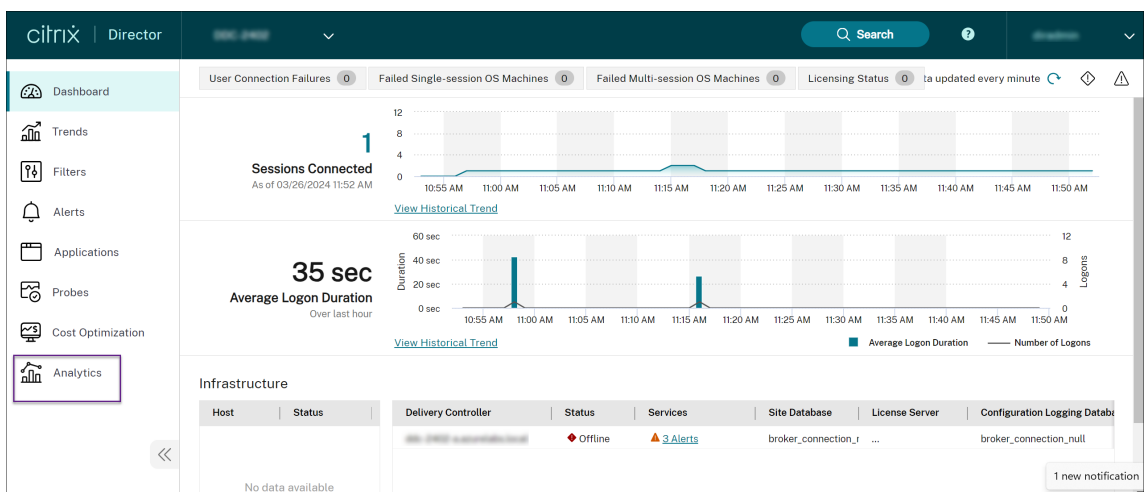 citrix | Director
Search
?
User Connection Failures 0
Failed Single-session OS Machines 0
Failed Multi-session OS Machines 0
Licensing Status 0
ta updated every minute
Dashboard
Trends
Filters
Alerts
Applications
Probes
Cost Optimization
Analytics
1
Sessions Connected
As of 03/26/2024 11:52 AM
12
8
4
0
10:55 AM 11:00 AM 11:05 AM 11:10 AM 11:15 AM 11:20 AM 11:25 AM 11:30 AM 11:35 AM 11:40 AM 11:45 AM 11:50 AM
View Historical Trend
35 sec
Average Logon Duration
Over last hour
Duration
60 sec
40 sec
20 sec
0 sec
12
8
4
0
Logons
10:55 AM 11:00 AM 11:05 AM 11:10 AM 11:15 AM 11:20 AM 11:25 AM 11:30 AM 11:35 AM 11:40 AM 11:45 AM 11:50 AM
View Historical Trend
Average Logon Duration
Number of Logons
Infrastructure
Host Status
No data available
Delivery Controller Status Services Site Database License Server Configuration Logging Databa
Offline 3 Alerts broker_connection_r ... broker_connection_null
1 new notification